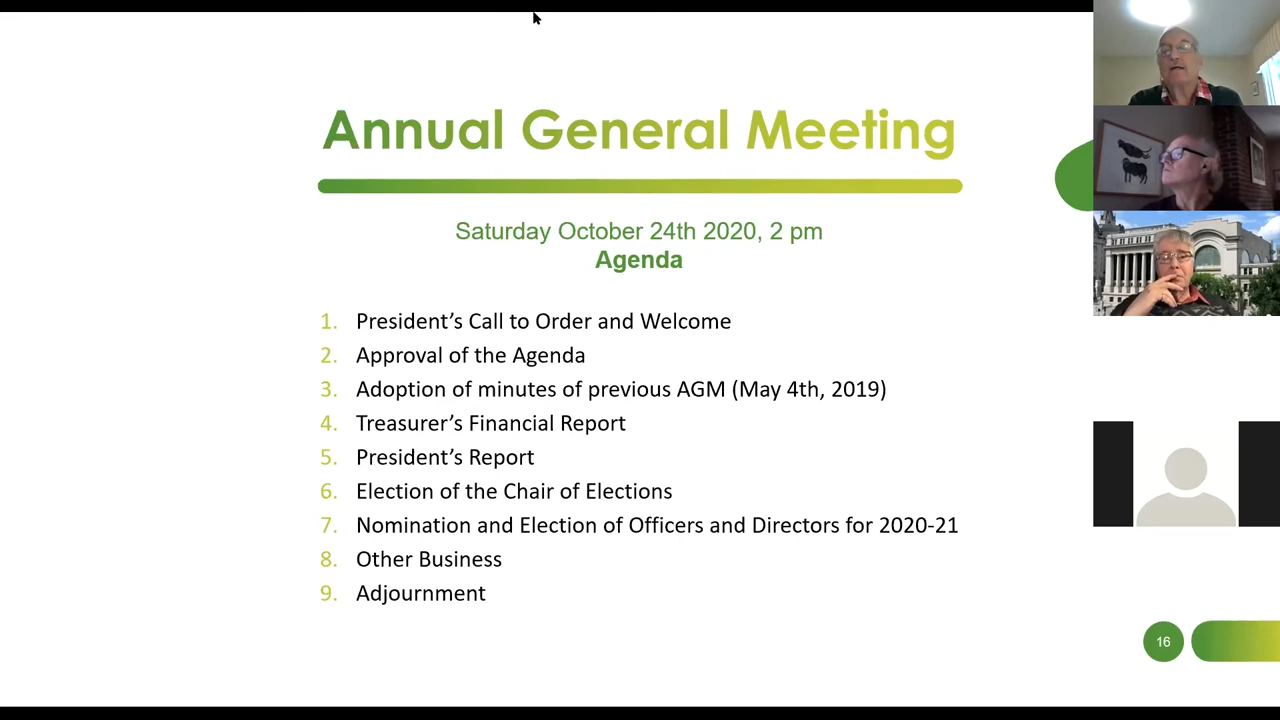 Annual General Meeting
Saturday October 24th 2020, 2 pm
Agenda
1. President’s Call to Order and Welcome
2. Approval of the Agenda
3. Adoption of minutes of previous AGM (May 4th, 2019)
4. Treasurer’s Financial Report
5. President’s Report
6. Election of the Chair of Elections
7. Nomination and Election of Officers and Directors for 2020-21
8. Other Business
9. Adjournment
16